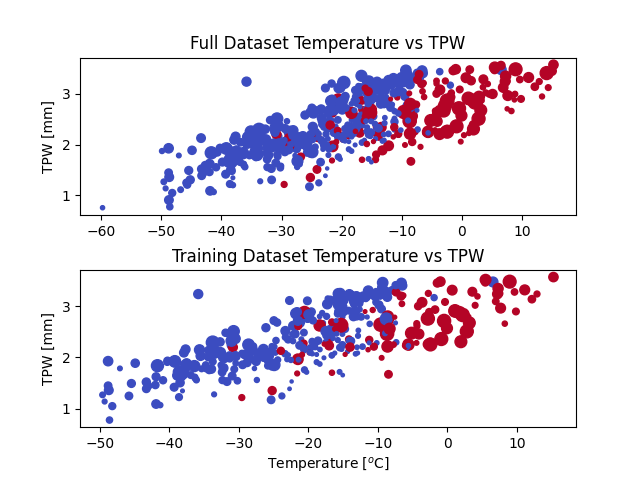 Full Dataset Temperature vs TPW
TPW [mm]
3
2
1
−60 −50 −40 −30 −20 −10 0 10
Training Dataset Temperature vs TPW
TPW [mm]
3
2
1
−50 −40 −30 −20 −10 0 10
Temperature [°C]